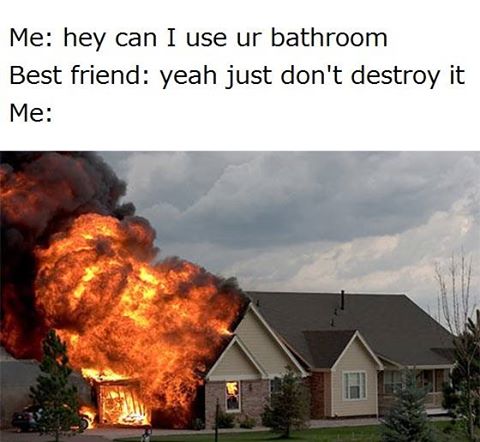 Me: hey can I use ur bathroom
Best friend: yeah just don't destroy it
Me: